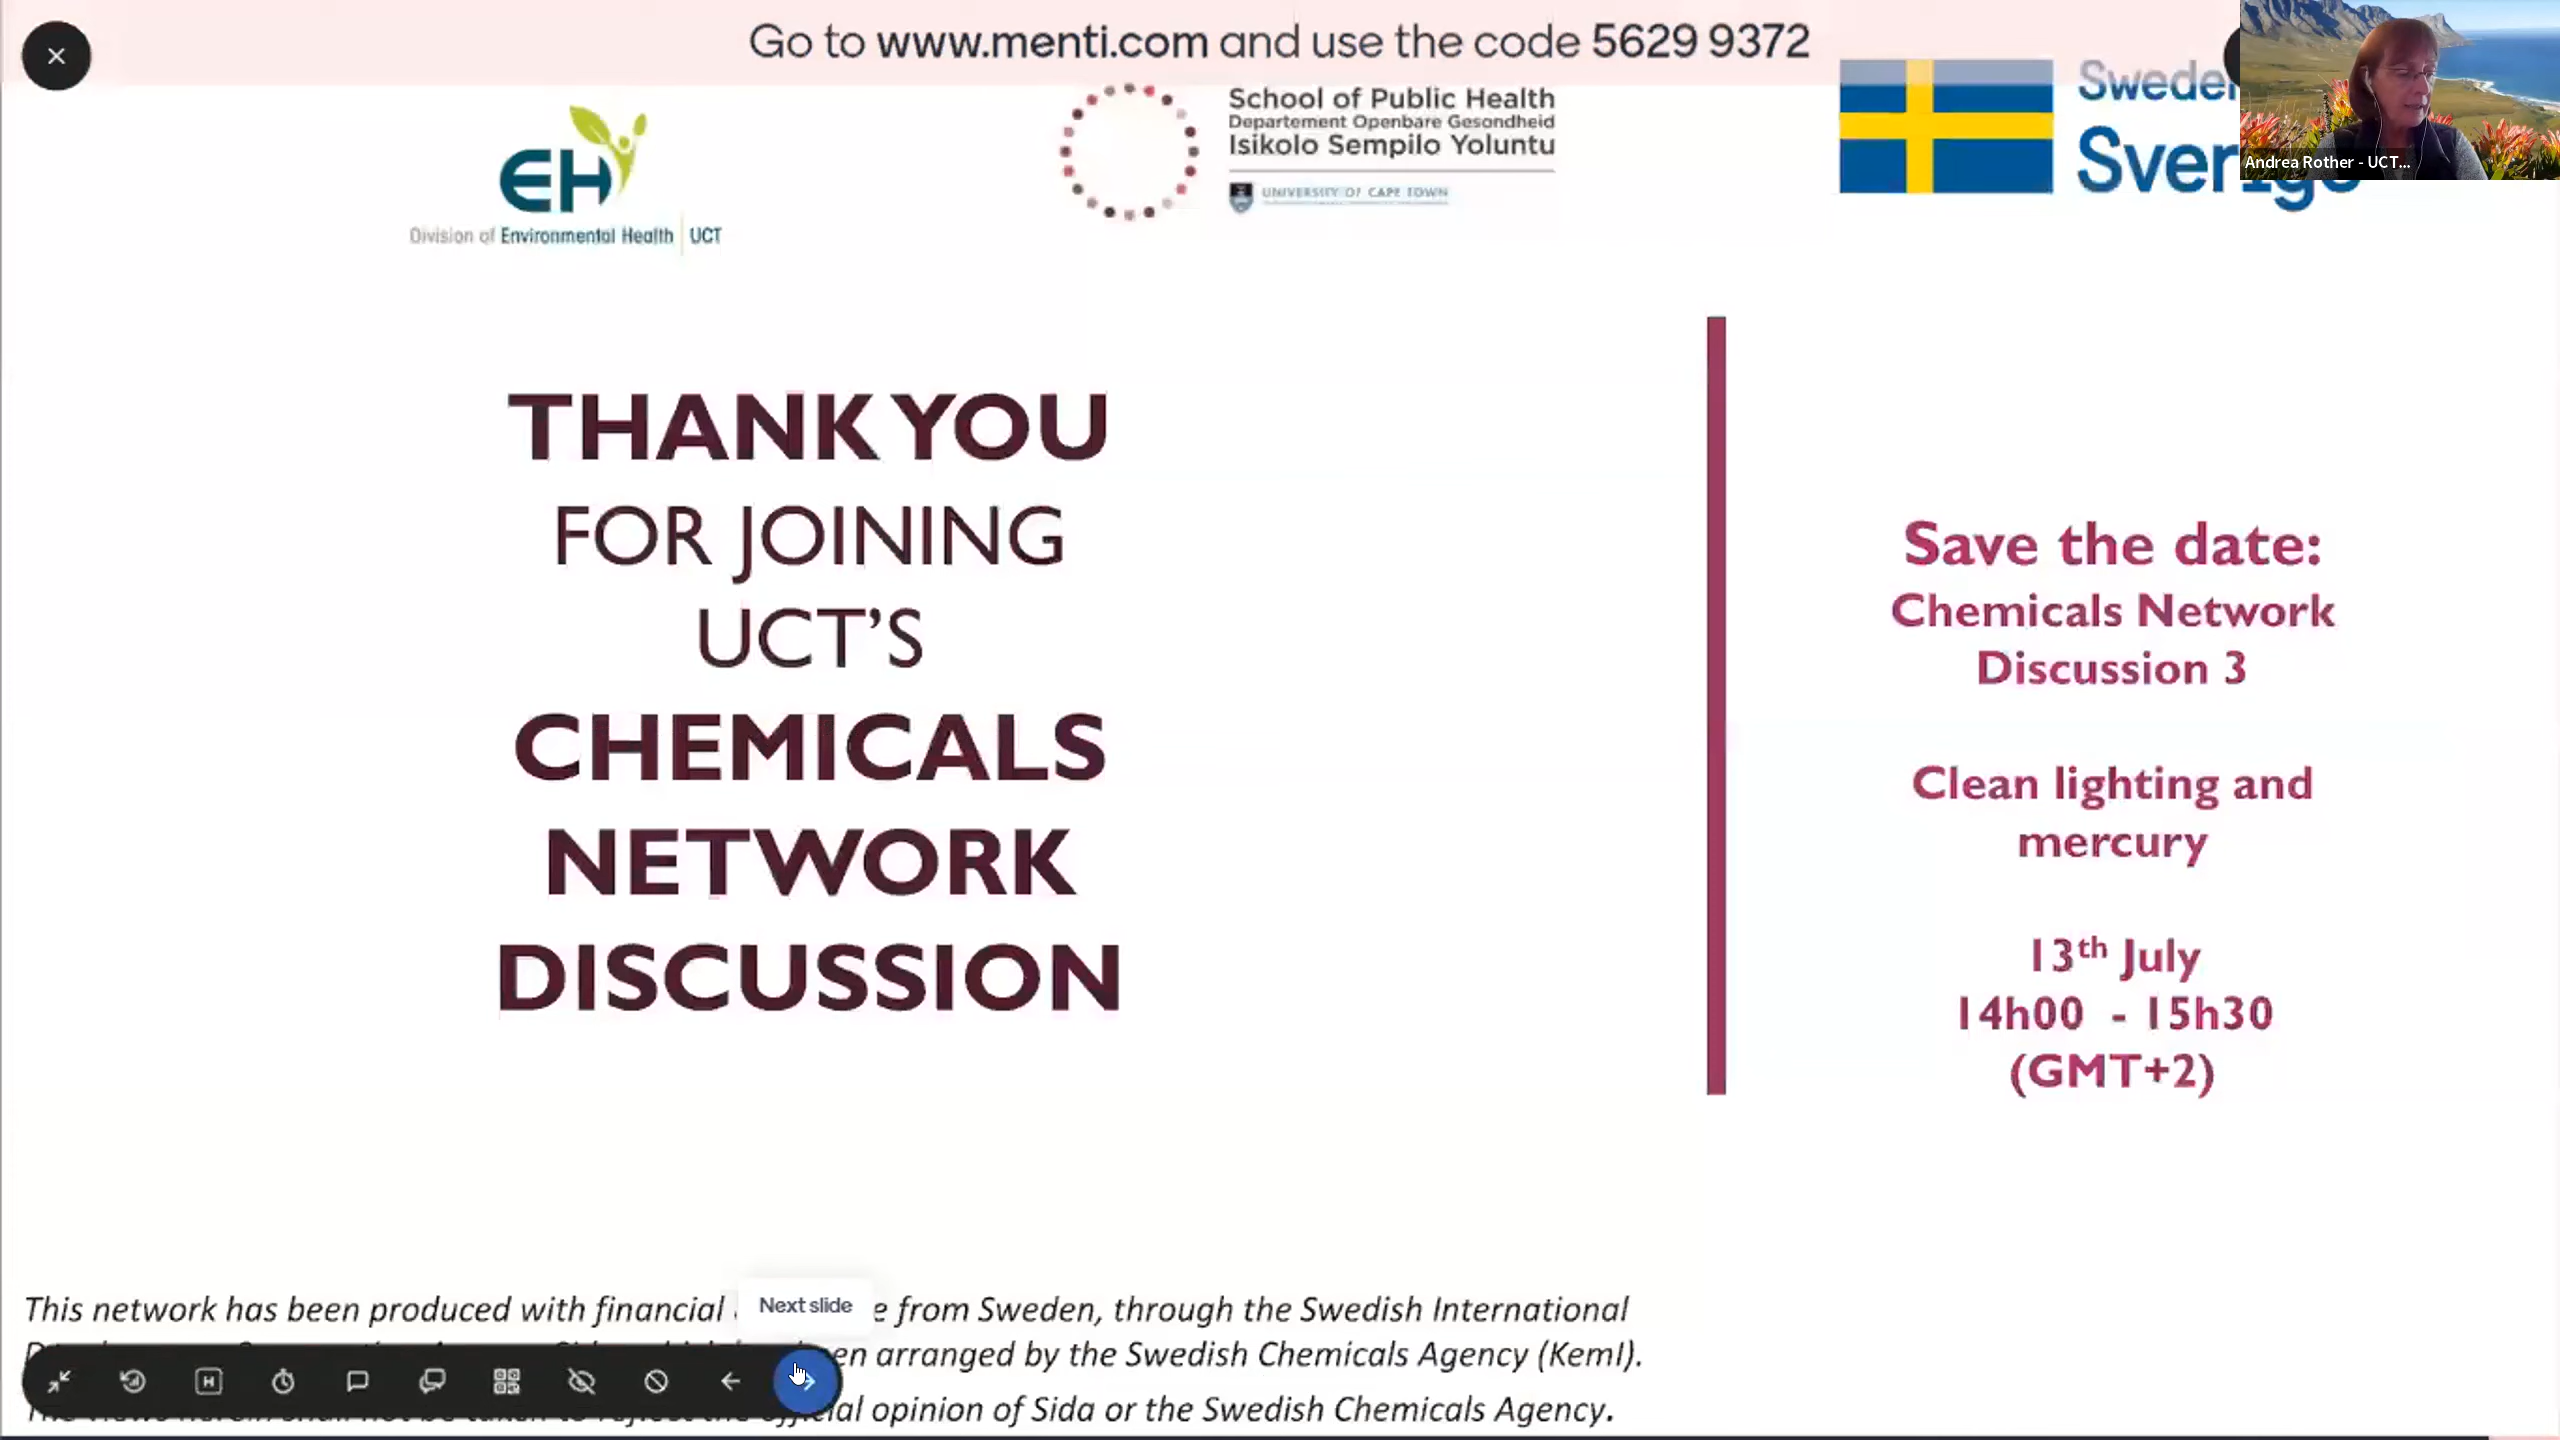 Go to www.menti.com and use the code 5629 9372
EH
Division of Environmental Health UCT
School of Public Health
Departement Openbare Gesondheid
Isikolo Sempilo Yoluntu
UNIVERSITY OF CAPE TOWN
Swede
Sverige
Andrea Rother - UCT...
THANK YOU
FOR JOINING
UCT'S
CHEMICALS
NETWORK
DISCUSSION
Save the date:
Chemicals Network
Discussion 3
Clean lighting and
mercury
13th July
14h00 - 15h30
(GMT+2)
Next slide
This network has been produced with financial from Sweden, through the Swedish International
arranged by the Swedish Chemicals Agency (KemI).
H
opinion of Sida or the Swedish Chemicals Agency.